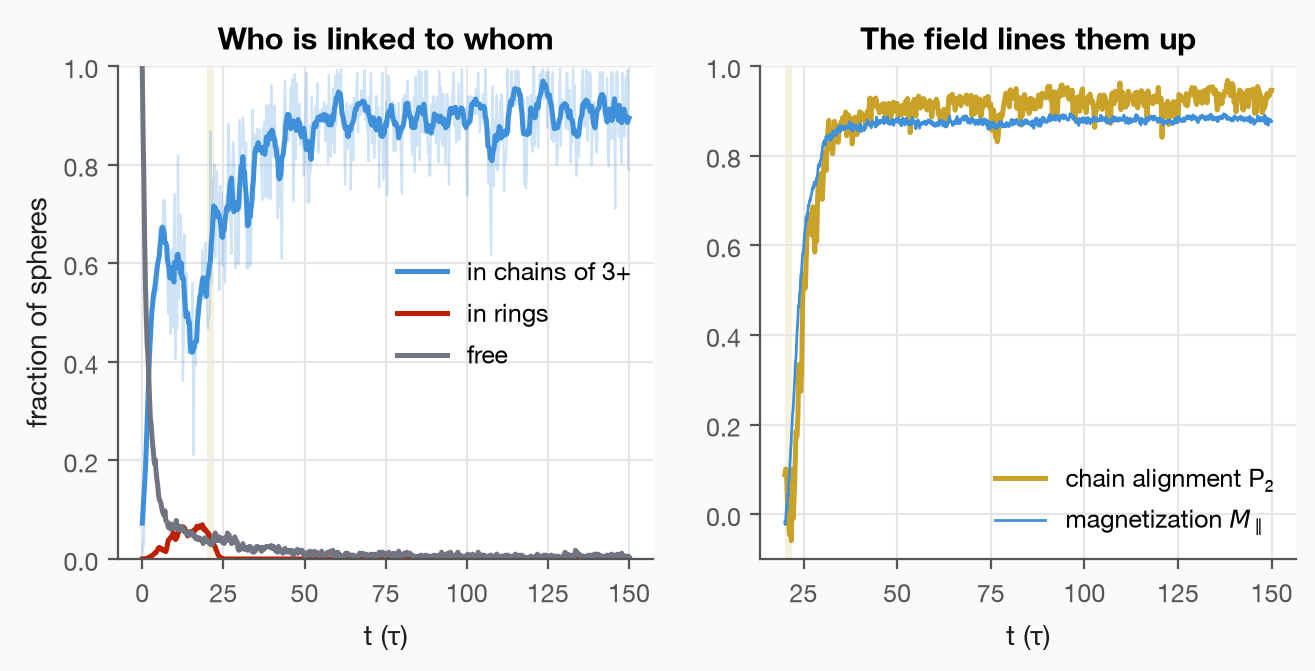 Who is linked to whom
fraction of spheres
1.0
0.8
0.6
0.4
0.2
0.0
in chains of 3+
in rings
free
0 25 50 75 100 125 150
t (τ)
The field lines them up
1.0
0.8
0.6
0.4
0.2
0.0
chain alignment P₂
magnetization M∥
25 50 75 100 125 150
t (τ)